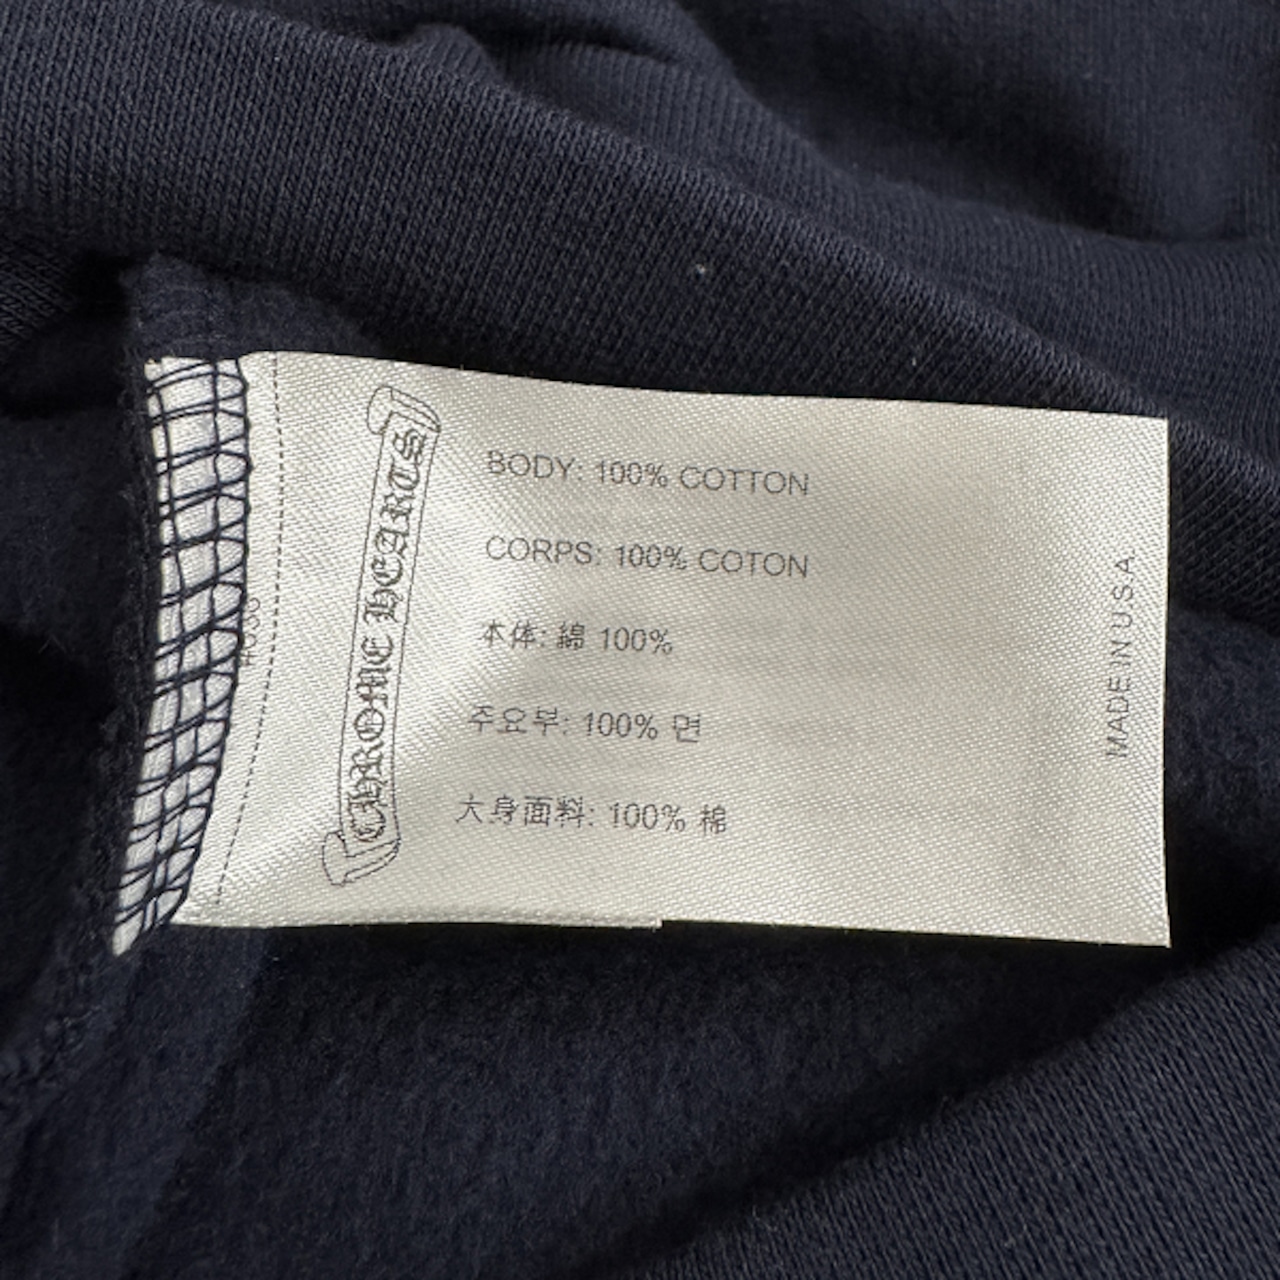 CHROME HEARTS
BODY: 100% COTTON
CORPS: 100% COTON
本体: 綿 100%
주요부: 100% 면
大身面料: 100% 棉
MADE IN U.S.A.